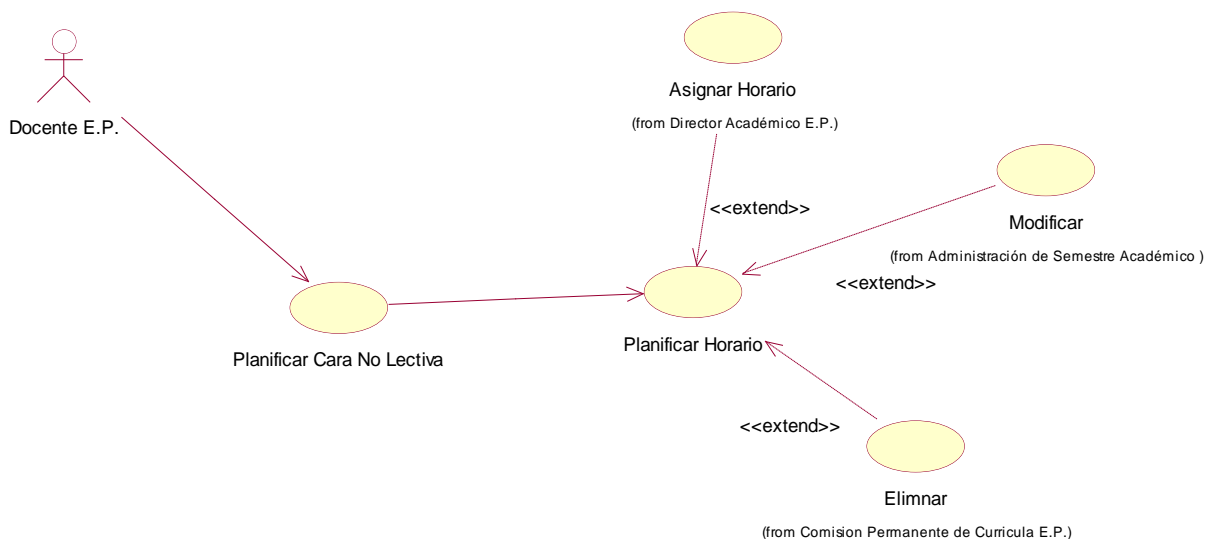 Docente E.P.
Asignar Horario
(from Director Académico E.P.)
<<extend>>
Modificar
(from Administración de Semestre Académico )
<<extend>>
Planificar Cara No Lectiva
Planificar Horario
<<extend>>
Elimnar
(from Comision Permanente de Curricula E.P.)